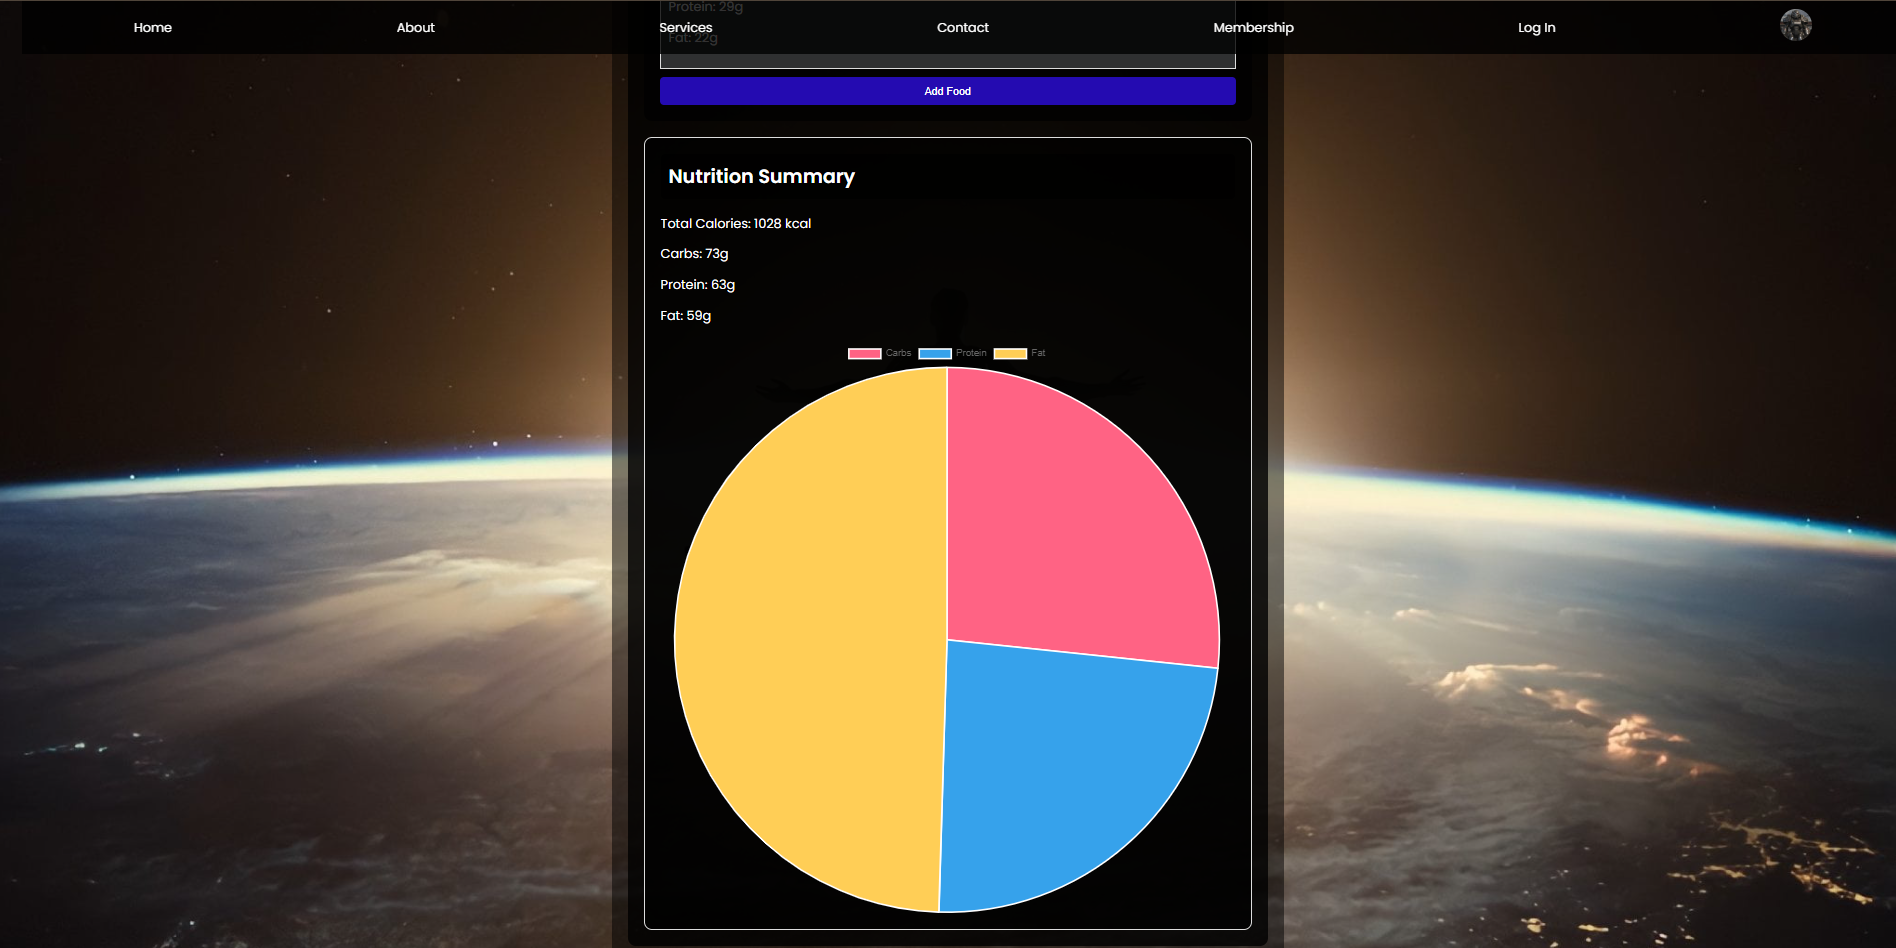 Protein: 29g
Home About Services Contact Membership Log In
Fat: 22g
Add Food
Nutrition Summary
Total Calories: 1028 kcal
Carbs: 73g
Protein: 63g
Fat: 59g
Carbs Protein Fat